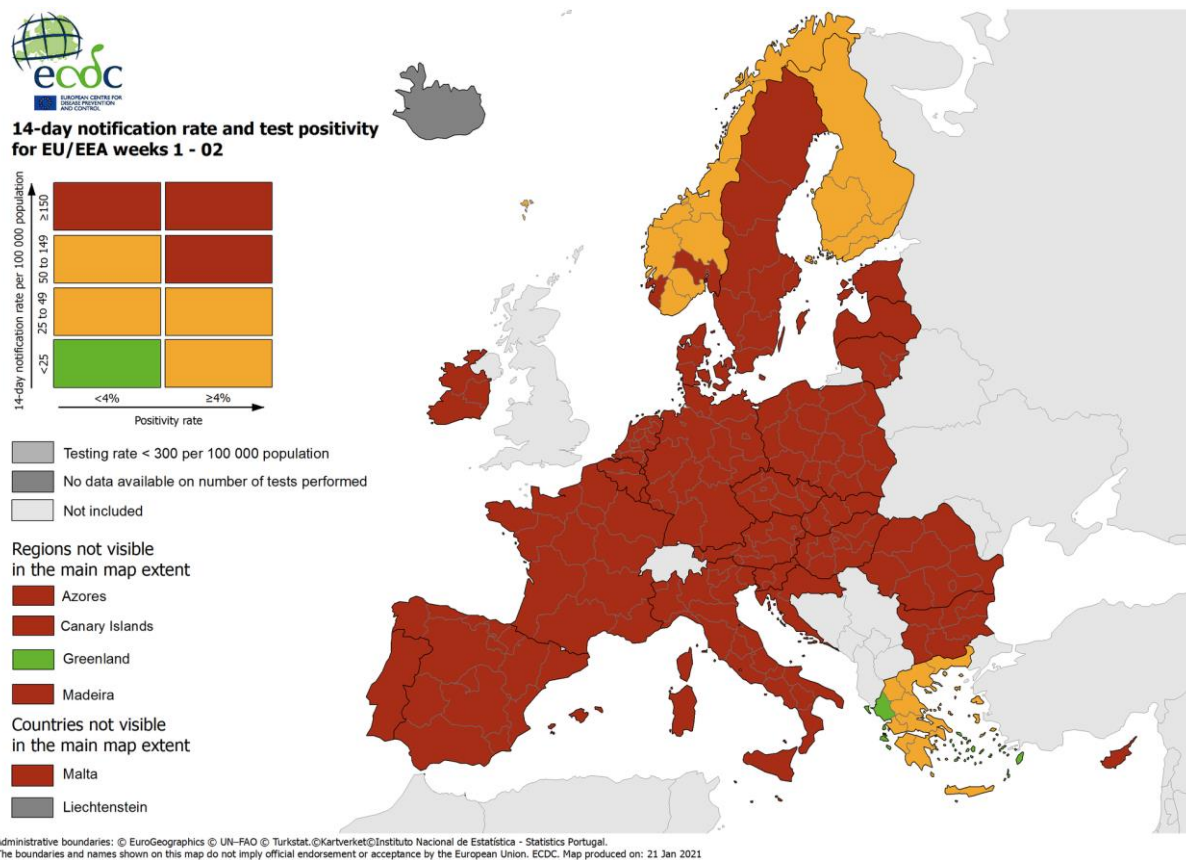 ecdc
EUROPEAN CENTRE FOR
DISEASE PREVENTION
AND CONTROL
14-day notification rate and test positivity
for EU/EEA weeks 1 - 02
14-day notification rate per 100 000 population
≥150
50 to 149
25 to 49
<25
<4%
≥4%
Positivity rate
Testing rate < 300 per 100 000 population
No data available on number of tests performed
Not included
Regions not visible
in the main map extent
Azores
Canary Islands
Greenland
Madeira
Countries not visible
in the main map extent
Malta
Liechtenstein
dministrative boundaries: © EuroGeographics © UN–FAO © Turkstat.©Kartverket©Instituto Nacional de Estatística - Statistics Portugal.
The boundaries and names shown on this map do not imply official endorsement or acceptance by the European Union. ECDC. Map produced on: 21 Jan 2021